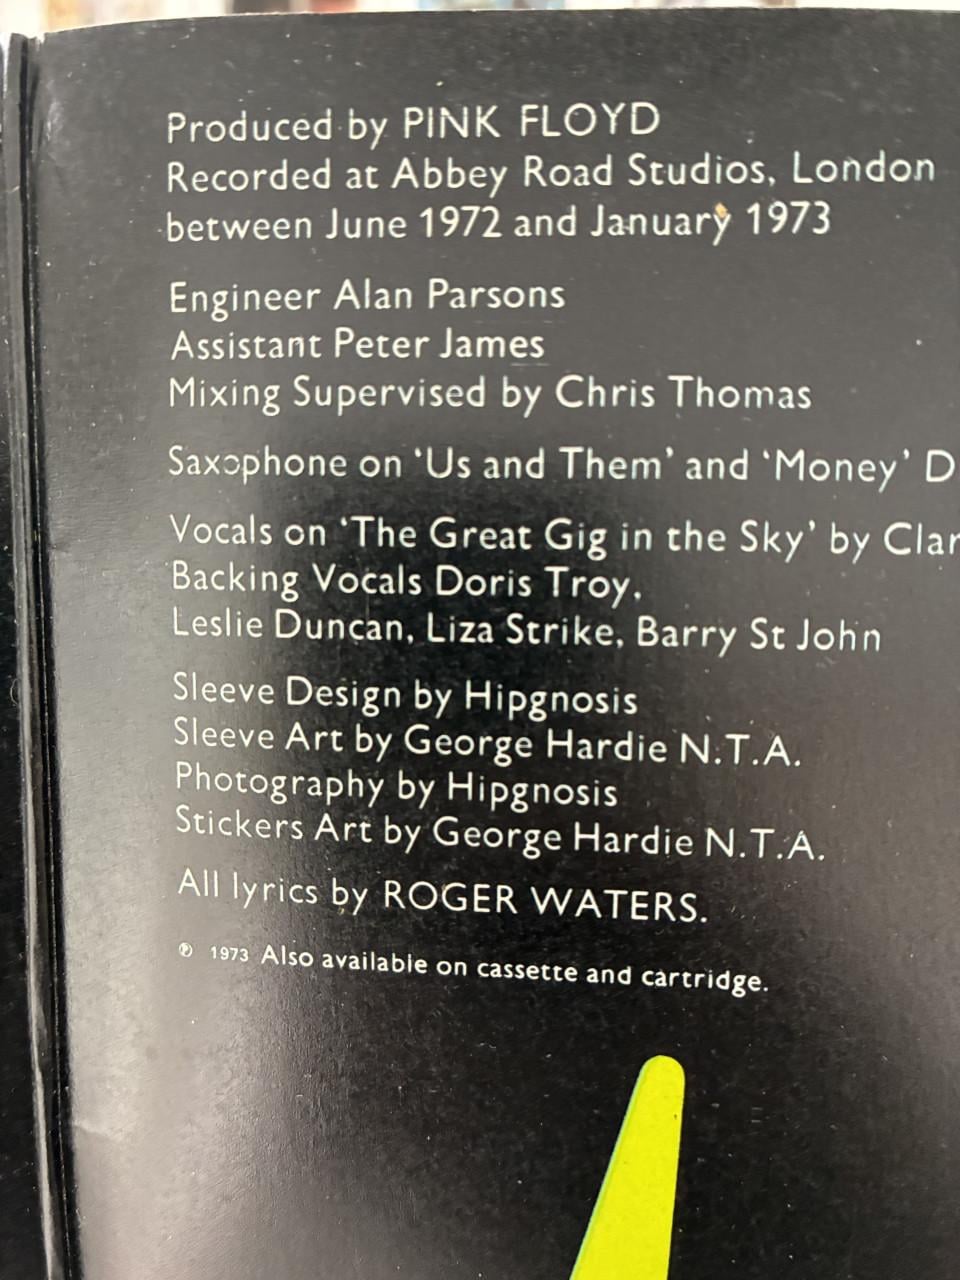 Produced by PINK FLOYD
Recorded at Abbey Road Studios, London
between June 1972 and January 1973
Engineer Alan Parsons
Assistant Peter James
Mixing Supervised by Chris Thomas
Saxophone on ‘Us and Them’ and ‘Money’ D
Vocals on ‘The Great Gig in the Sky’ by Clar
Backing Vocals Doris Troy,
Leslie Duncan, Liza Strike, Barry St John
Sleeve Design by Hipgnosis
Sleeve Art by George Hardie N.T.A.
Photography by Hipgnosis
Stickers Art by George Hardie N.T.A.
All lyrics by ROGER WATERS.
℗ 1973 Also available on cassette and cartridge.